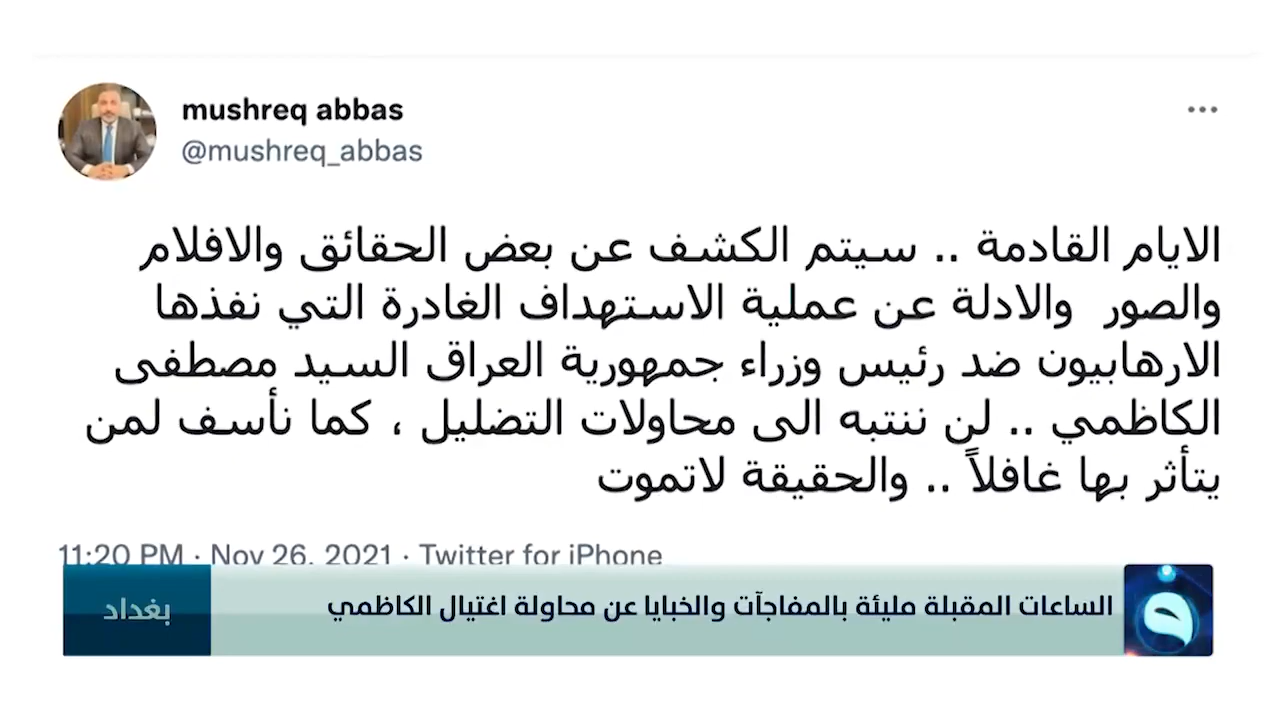 mushreq abbas
@mushreq_abbas
الايام القادمة .. سيتم الكشف عن بعض الحقائق والافلام
والصور والادلة عن عملية الاستهداف الغادرة التي نفذها
الارهابيون ضد رئيس وزراء جمهورية العراق السيد مصطفى
الكاظمي .. لن ننتبه الى محاولات التضليل ، كما نأسف لمن
يتأثر بها غافلاً .. والحقيقة لاتموت
11:20 PM · Nov 26, 2021 · Twitter for iPhone
الساعات المقبلة مليئة بالمفاجآت والخبايا عن محاولة اغتيال الكاظمي
بغداد